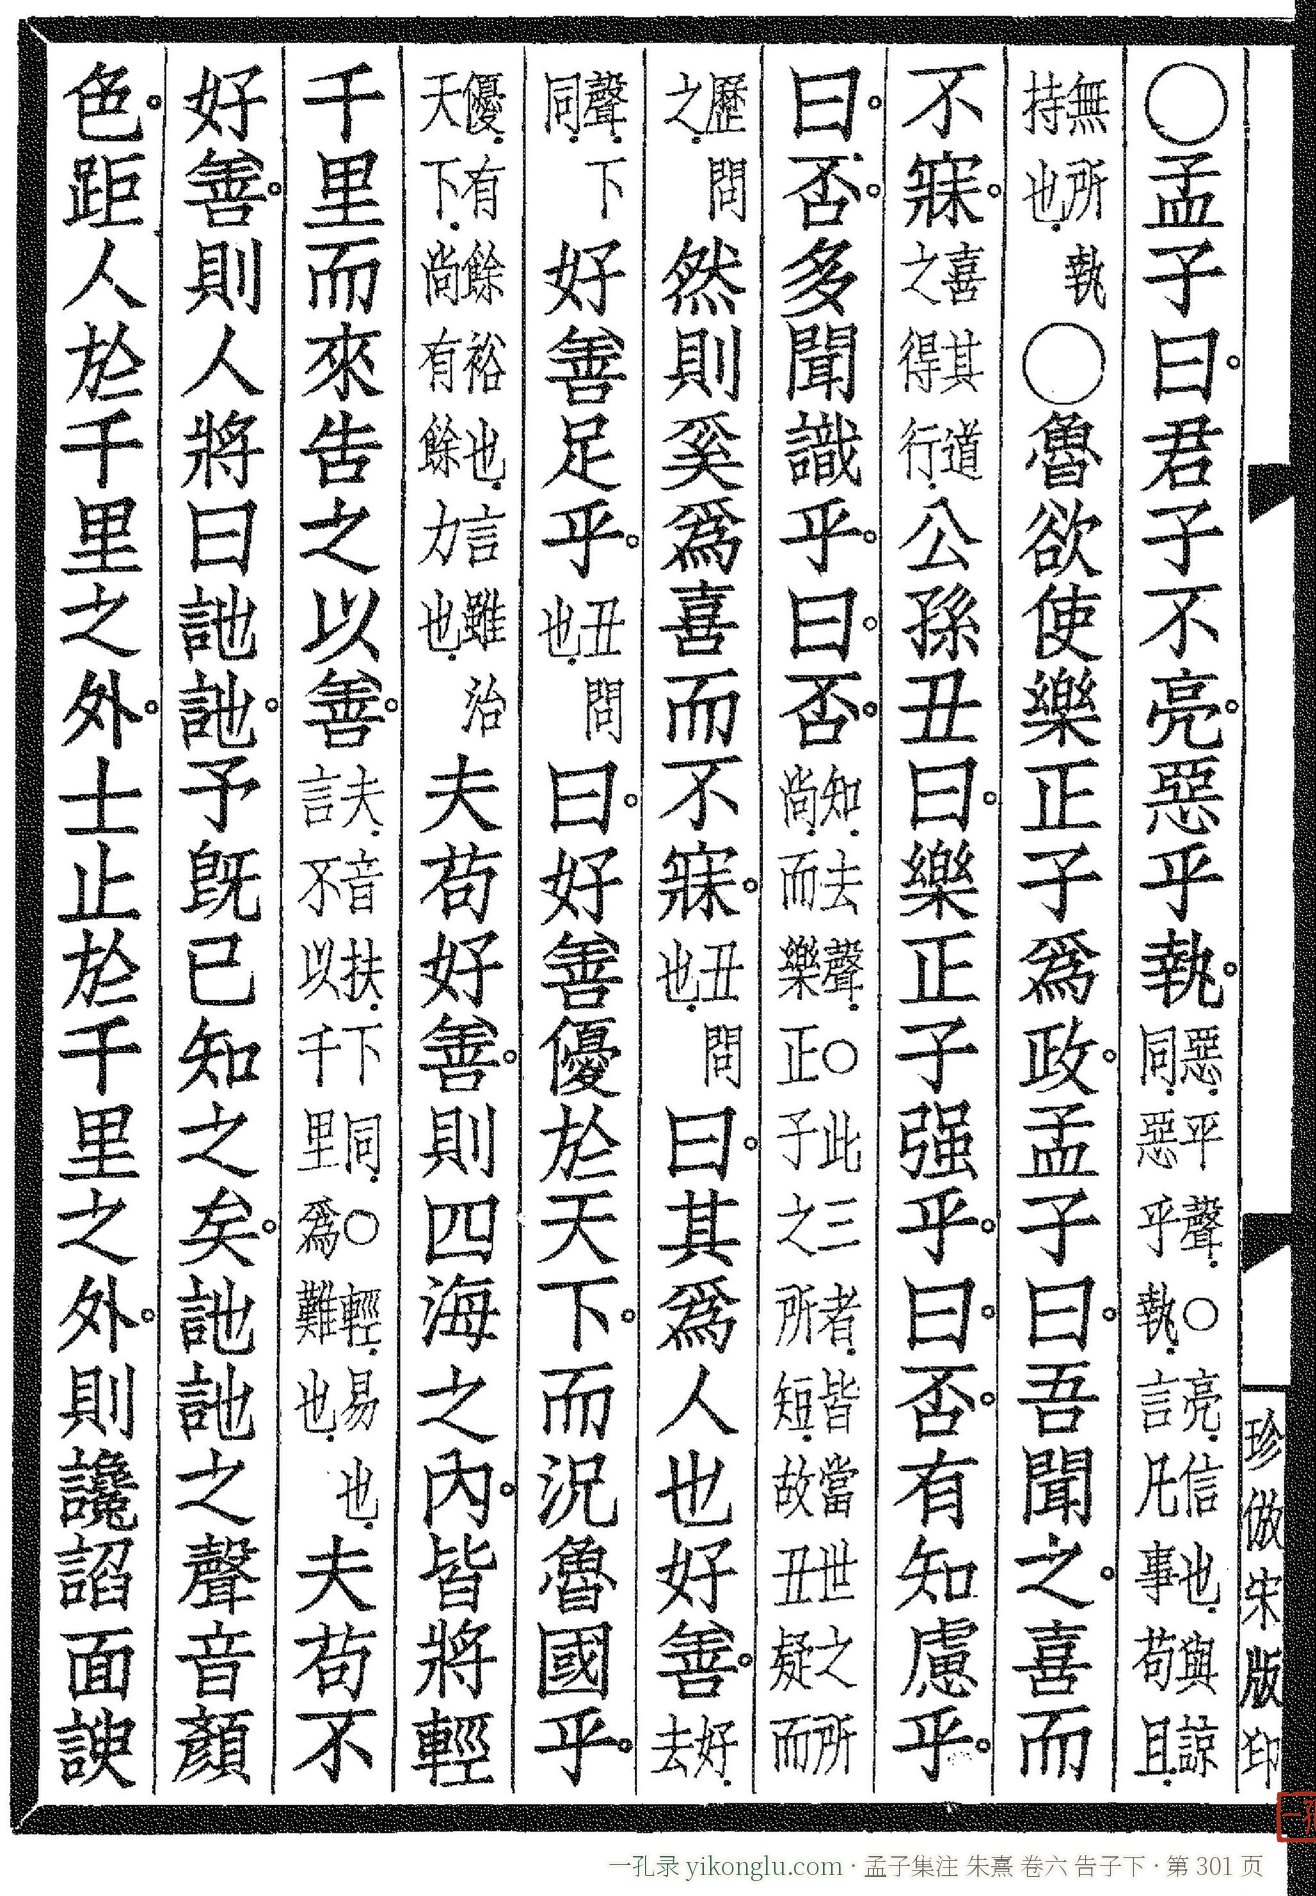 珍倣宋版印
○孟子曰。君子不亮。惡乎執。惡平聲。○亮信也。與諒同。惡乎執。言凡事苟且。
無所執持也。○魯欲使樂正子爲政。孟子曰。吾聞之。喜而
不寐。喜其道之得行。公孫丑曰。樂正子强乎。曰。否。有知慮乎。
曰。否。多聞識乎。曰。否。知去聲。○此三者。皆當世之所尚。而樂正子之所短。故丑疑而
歷問之。然則奚爲喜而不寐。丑問也。曰。其爲人也好善。好去
聲。下同。好善足乎。丑問也。曰。好善優於天下。而況魯國乎。
優。有餘裕也。言雖治天下。尚有餘力也。夫苟好善。則四海之內。皆將輕
千里而來告之以善。夫音扶。下同。○輕。易也。言不以千里爲難也。夫苟不
好善。則人將曰訑訑。予既已知之矣。訑訑之聲音顏
色。距人於千里之外。士止於千里之外。則讒諂面諛
一孔录 yikonglu.com · 孟子集注 朱熹 卷六 告子下 · 第 301 页